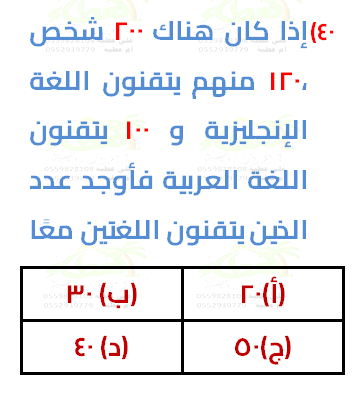 ٤٠)إذا كان هناك ٢٠٠ شخص
،١٢٠ منهم يتقنون اللغة
الإنجليزية و ١٠٠ يتقنون
اللغة العربية فأوجد عدد
الذين يتقنون اللغتين معًا
(أ)٢٠ (ب) ٣٠
(ج)٥٠ (د) ٤٠